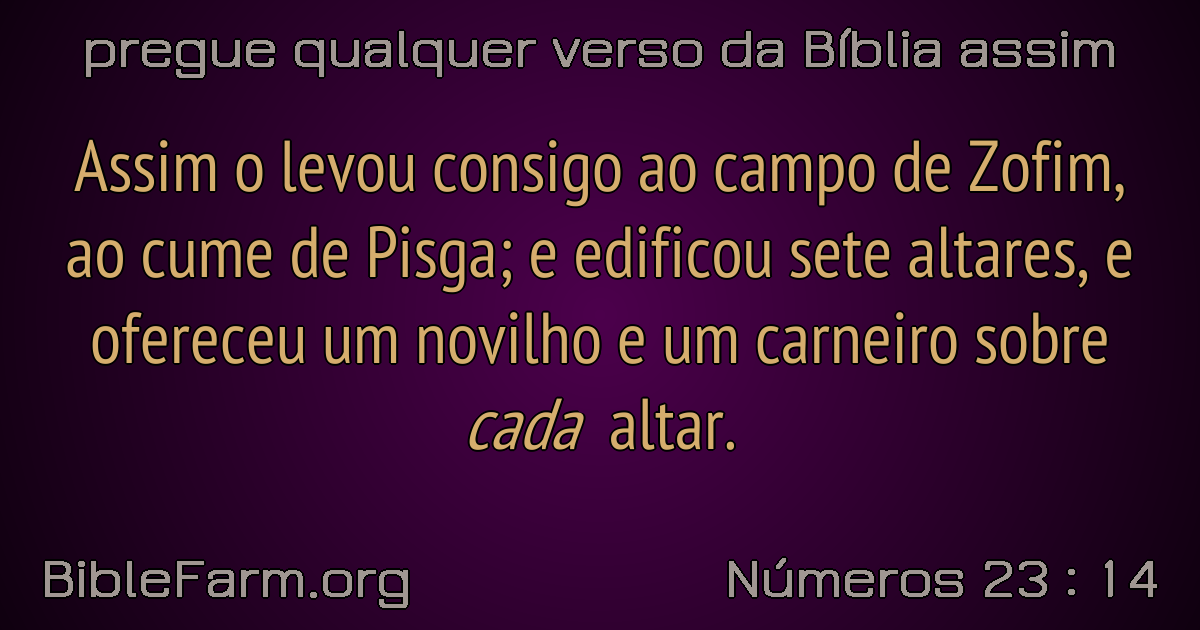 pregue qualquer verso da Bíblia assim
Assim o levou consigo ao campo de Zofim,
ao cume de Pisga; e edificou sete altares, e
ofereceu um novilho e um carneiro sobre
cada altar.
BibleFarm.org
Números 23 : 14